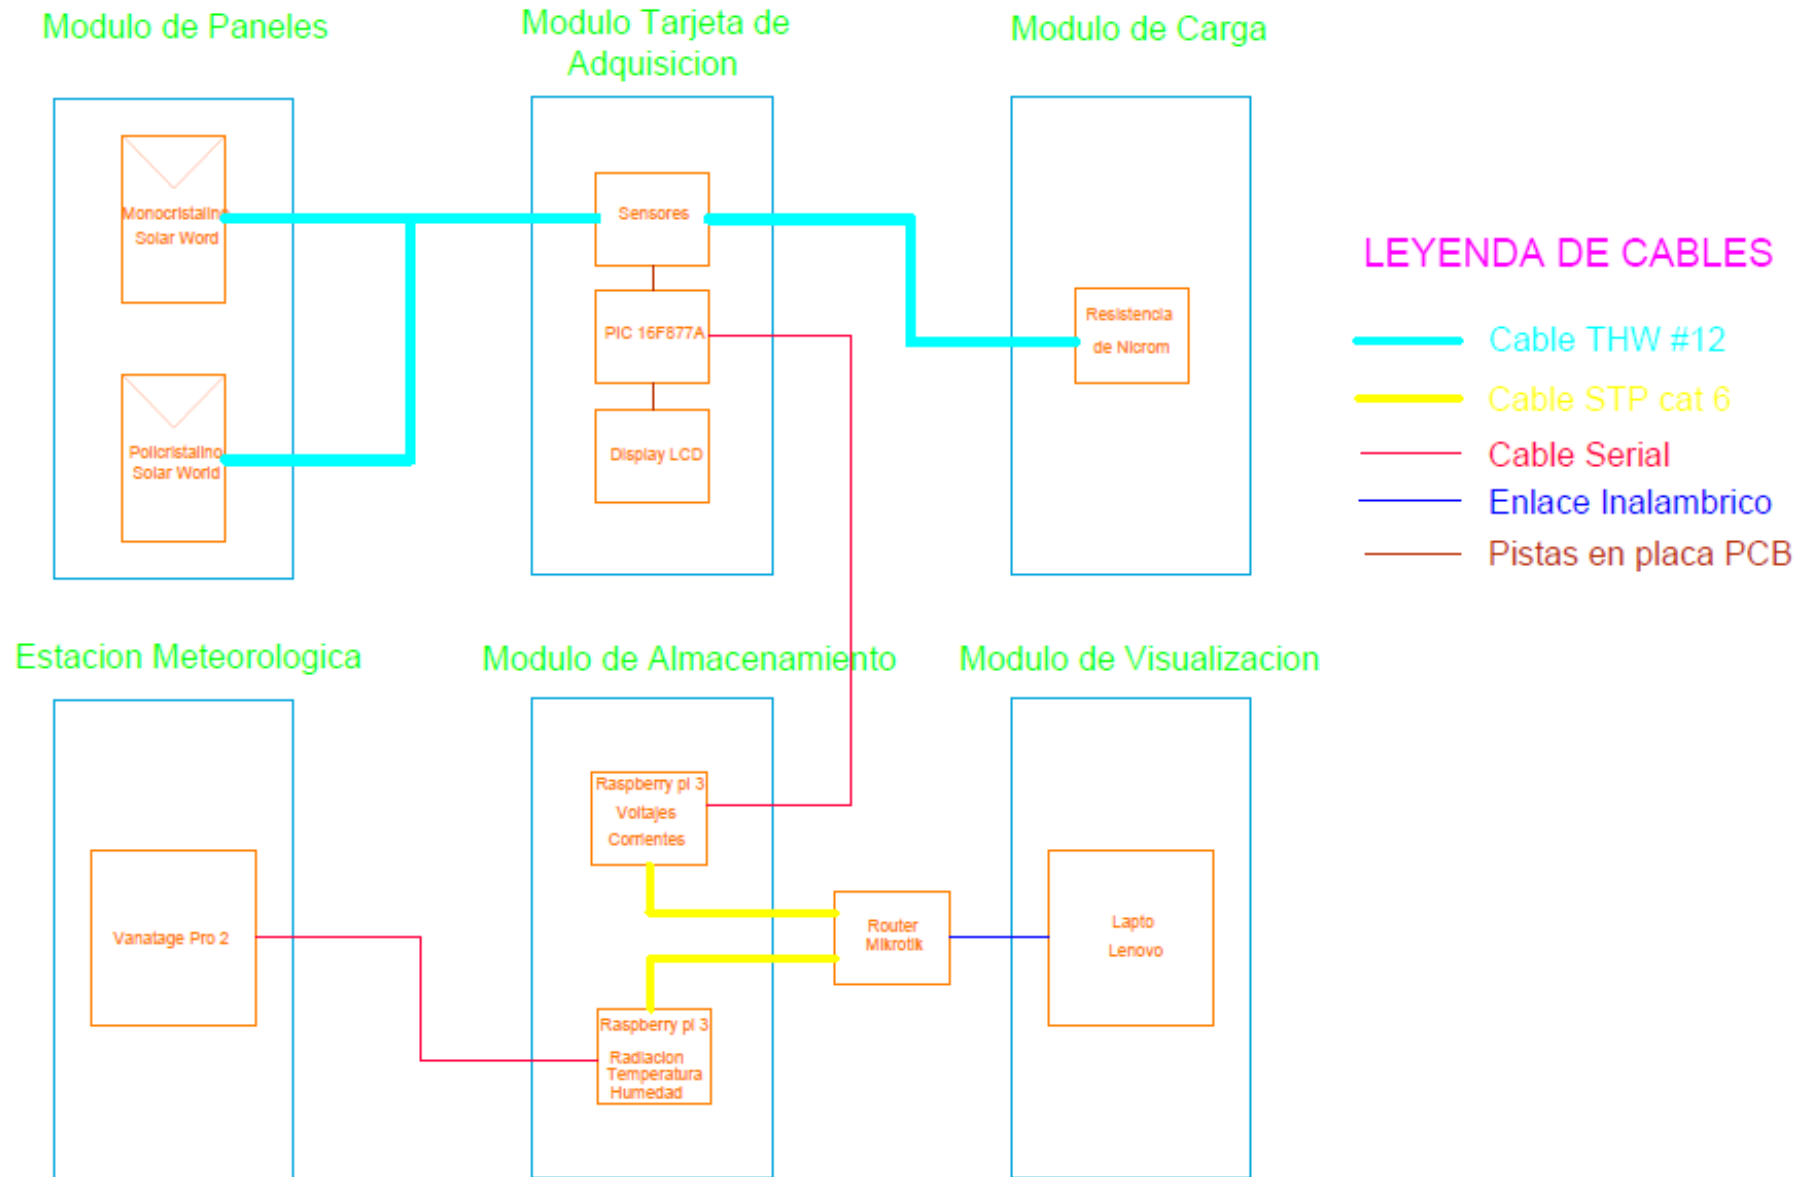 Modulo de Paneles
Modulo Tarjeta de
Adquisicion
Modulo de Carga
Monocristalino
Solar Word
Policristalino
Solar World
Sensores
PIC 16F877A
Display LCD
Resistencia
de Nicrom
LEYENDA DE CABLES
Cable THW #12
Cable STP cat 6
Cable Serial
Enlace Inalambrico
Pistas en placa PCB
Estacion Meteorologica
Modulo de Almacenamiento
Modulo de Visualizacion
Vanatage Pro 2
Raspberry pi 3
Voltajes
Corrientes
Raspberry pi 3
Radiacion
Temperatura
Humedad
Router
Mikrotik
Lapto
Lenovo